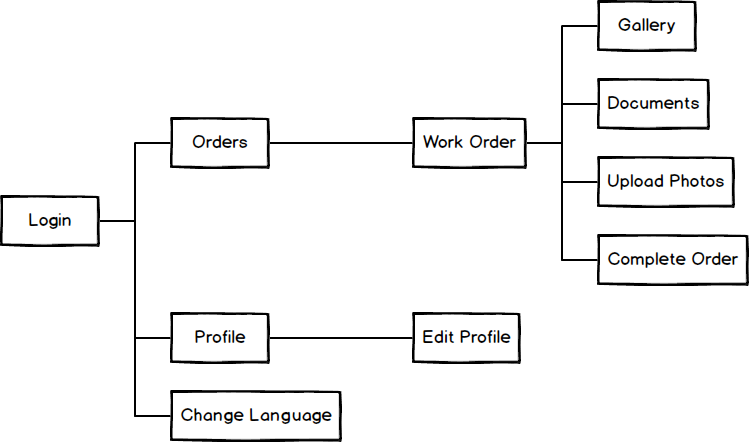 Gallery
Documents
Orders
Work Order
Upload Photos
Login
Complete Order
Profile
Edit Profile
Change Language